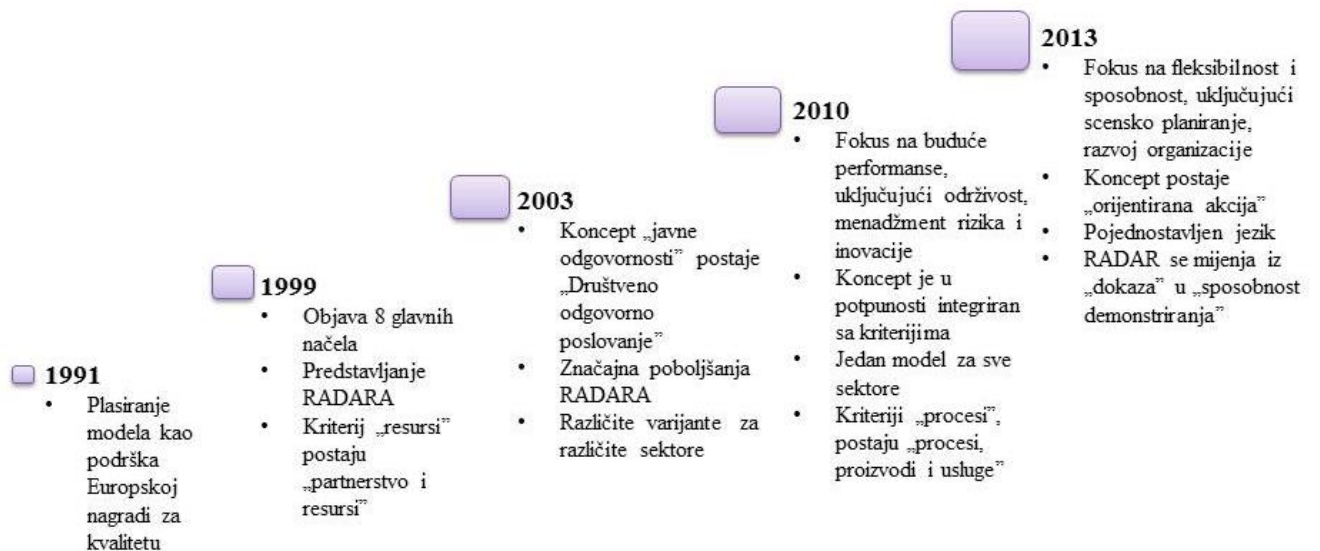 1991
• Plasiranje
modela kao
podrška
Europskoj
nagradi za
kvalitetu
1999
• Objava 8 glavnih
načela
• Predstavljanje
RADARA
• Kriterij „resursi”
postaju
„partnerstvo i
resursi”
2003
• Koncept „javne
odgovornosti” postaje
„Društveno
odgovorno
poslovanje”
• Značajna poboljšanja
RADARA
• Različite varijante za
različite sektore
2010
• Fokus na buduće
performanse,
uključujući održivost,
menadžment rizika i
inovacije
• Koncept je u
potpunosti integriran
sa kriterijima
• Jedan model za sve
sektore
• Kriteriji „procesi”,
postaju „procesi,
proizvodi i usluge”
2013
• Fokus na fleksibilnost i
sposobnost, uključujući
scensko planiranje,
razvoj organizacije
• Koncept postaje
„orijentirana akcija”
• Pojednostavljen jezik
• RADAR se mijenja iz
„dokaza” u „sposobnost
demonstriranja”